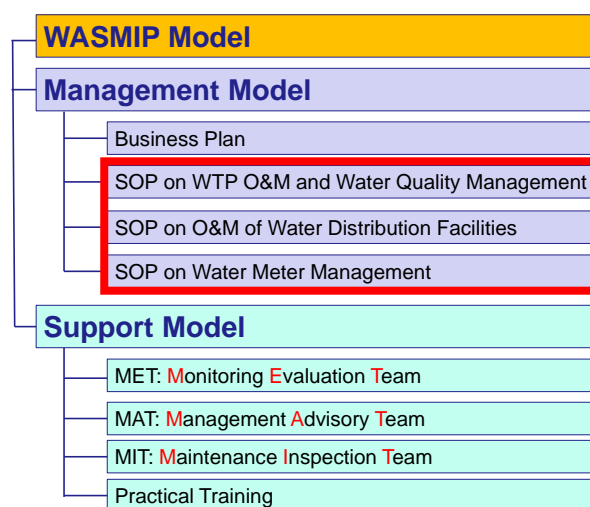 WASMIP Model
Management Model
Business Plan
SOP on WTP O&M and Water Quality Management
SOP on O&M of Water Distribution Facilities
SOP on Water Meter Management
Support Model
MET: Monitoring Evaluation Team
MAT: Management Advisory Team
MIT: Maintenance Inspection Team
Practical Training